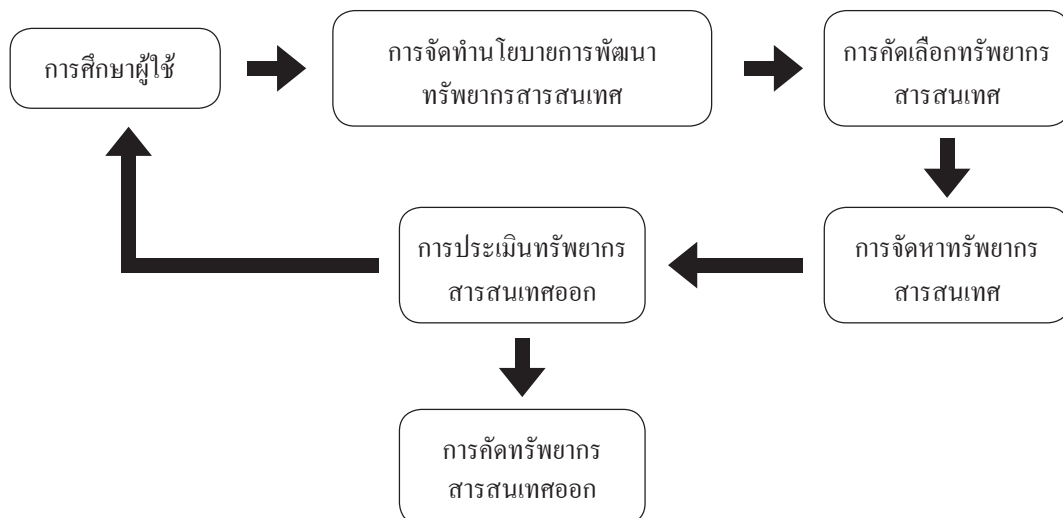 การศึกษาผู้ใช้
การจัดทำนโยบายการพัฒนา
ทรัพยากรสารสนเทศ
การคัดเลือกทรัพยากร
สารสนเทศ
การจัดหาทรัพยากร
สารสนเทศ
การประเมินทรัพยากร
สารสนเทศออก
การคัดทรัพยากร
สารสนเทศออก